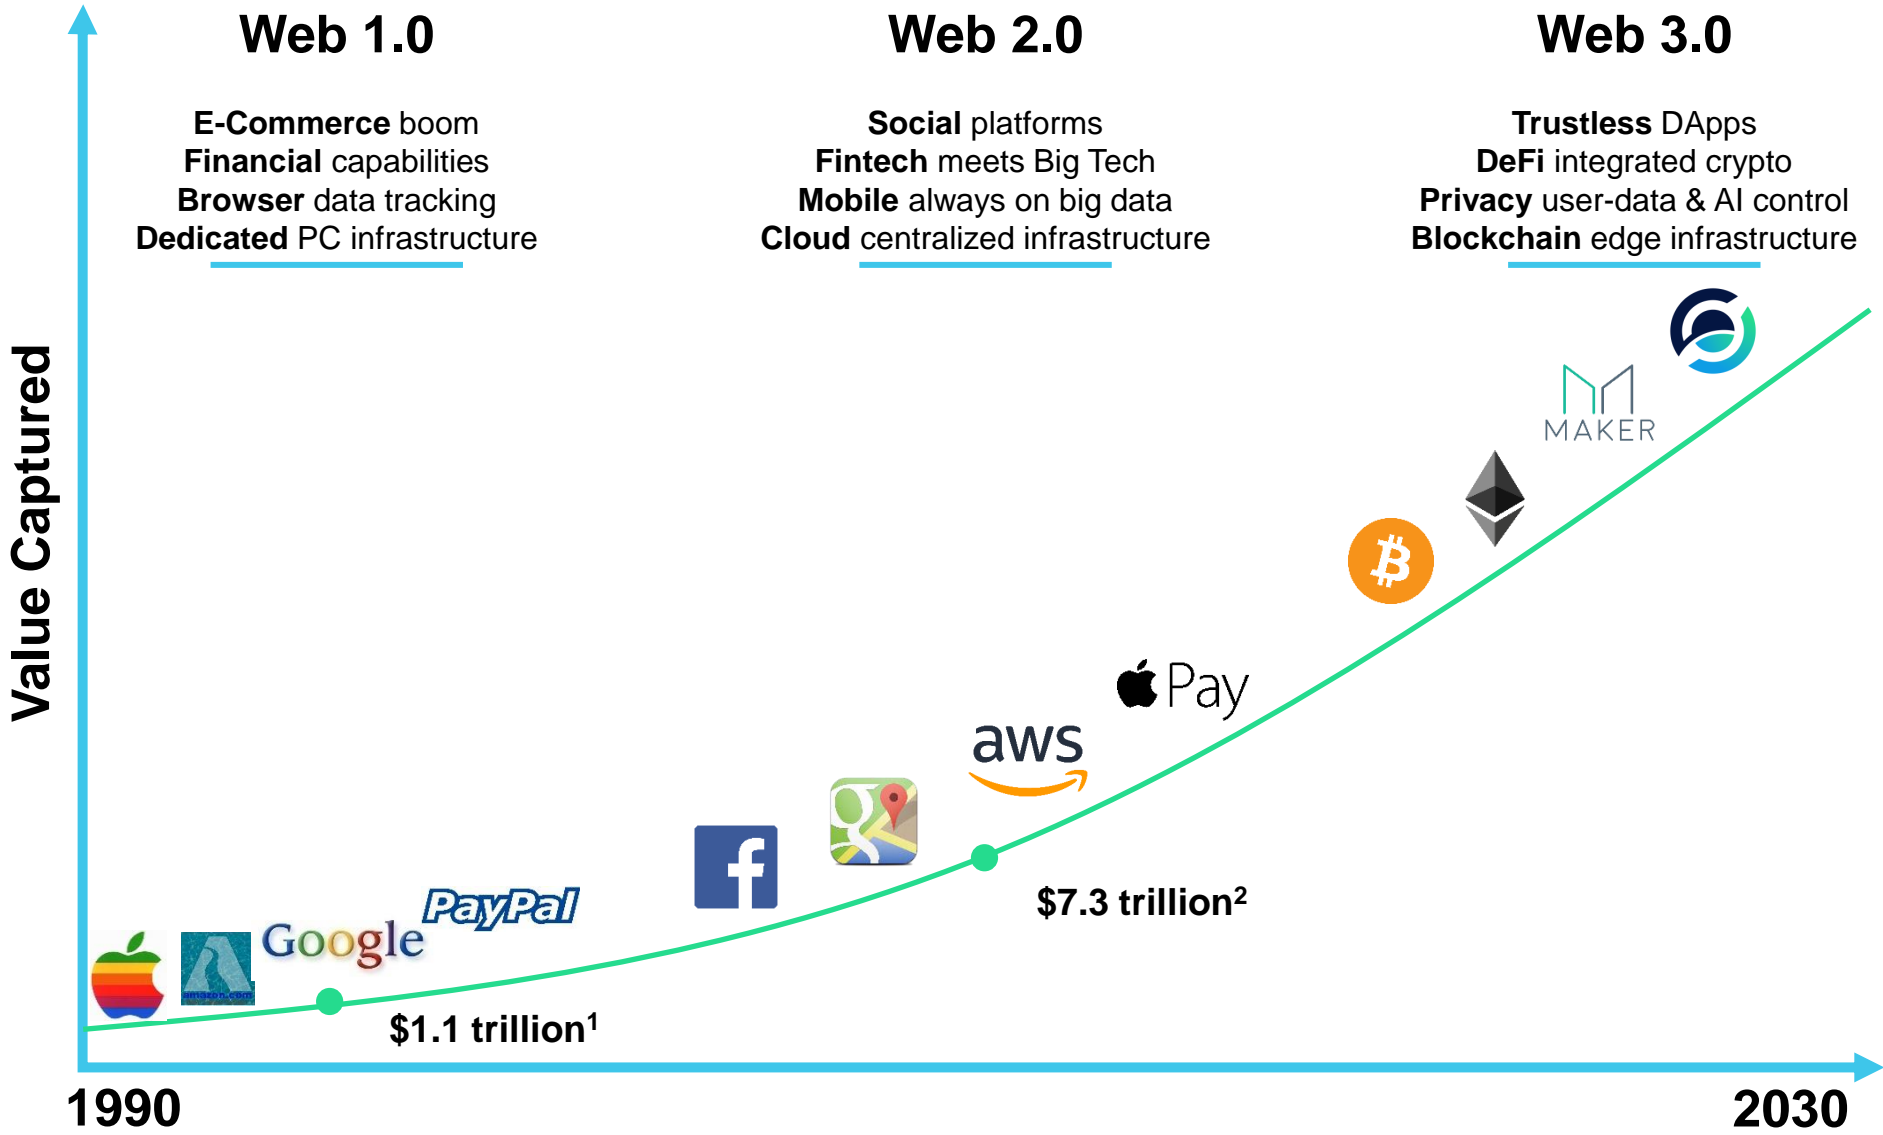 Web 1.0
E-Commerce boom
Financial capabilities
Browser data tracking
Dedicated PC infrastructure
Web 2.0
Social platforms
Fintech meets Big Tech
Mobile always on big data
Cloud centralized infrastructure
Web 3.0
Trustless DApps
DeFi integrated crypto
Privacy user-data & AI control
Blockchain edge infrastructure
Value Captured
MAKER
Pay
aws
PayPal
Google
amazon.com
$7.3 trillion²
$1.1 trillion¹
1990
2030